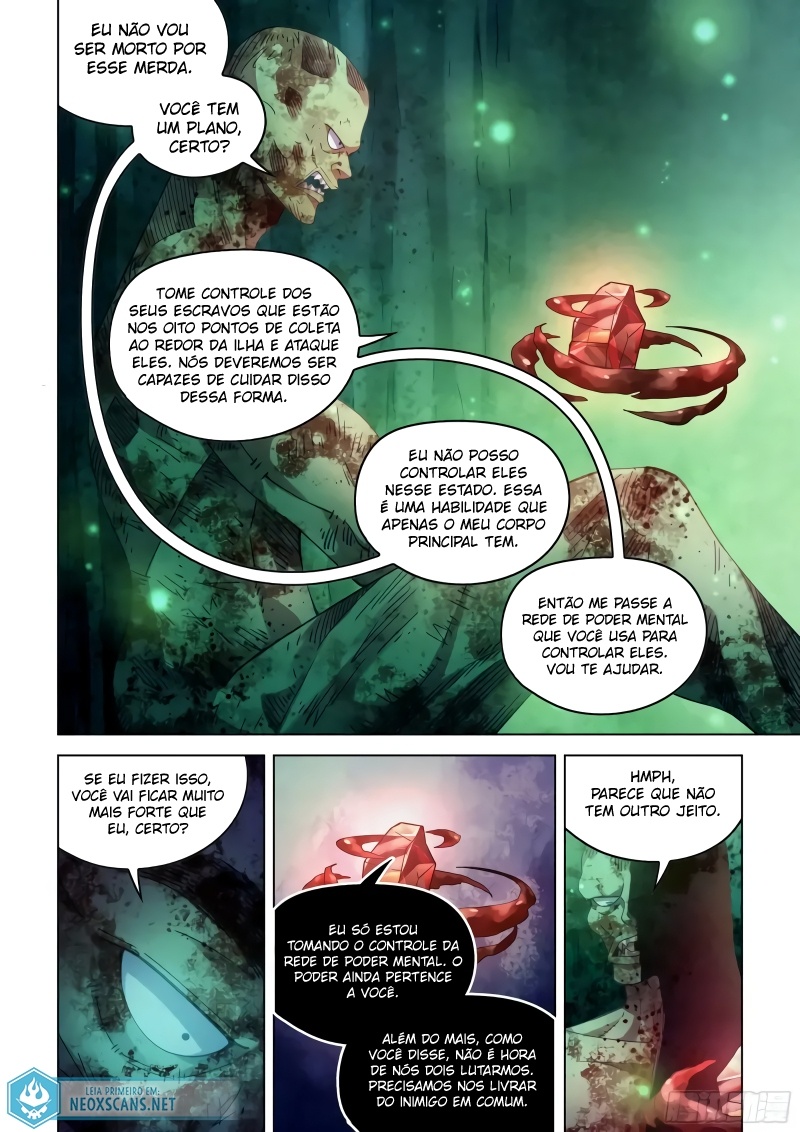 EU NÃO VOU
SER MORTO POR
ESSE MERDA.
VOCÊ TEM
UM PLANO,
CERTO?
TOME CONTROLE DOS
SEUS ESCRAVOS QUE ESTÃO
NOS OITO PONTOS DE COLETA
AO REDOR DA ILHA E ATAQUE
ELES. NÓS DEVEREMOS SER
CAPAZES DE CUIDAR DISSO
DESSA FORMA.
EU NÃO POSSO
CONTROLAR ELES
NESSE ESTADO. ESSA
É UMA HABILIDADE QUE
APENAS O MEU CORPO
PRINCIPAL TEM.
ENTÃO ME PASSE A
REDE DE PODER MENTAL
QUE VOCÊ USA PARA
CONTROLAR ELES.
VOU TE AJUDAR.
SE EU FIZER ISSO,
VOCÊ VAI FICAR MUITO
MAIS FORTE QUE
EU, CERTO?
EU SÓ ESTOU
TOMANDO O CONTROLE DA
REDE DE PODER MENTAL. O
PODER AINDA PERTENCE
A VOCÊ.
ALÉM DO MAIS, COMO
VOCÊ DISSE, NÃO É HORA
DE NÓS DOIS LLUTARMOS.
PRECISAMOS NOS LIVRAR
DO INIMIGO EM COMUM.
HMPH,
PARECE QUE NÃO
TEM OUTRO JEITO.
LEIA PRIMEIRO EM:
NEOXSCANS.NET